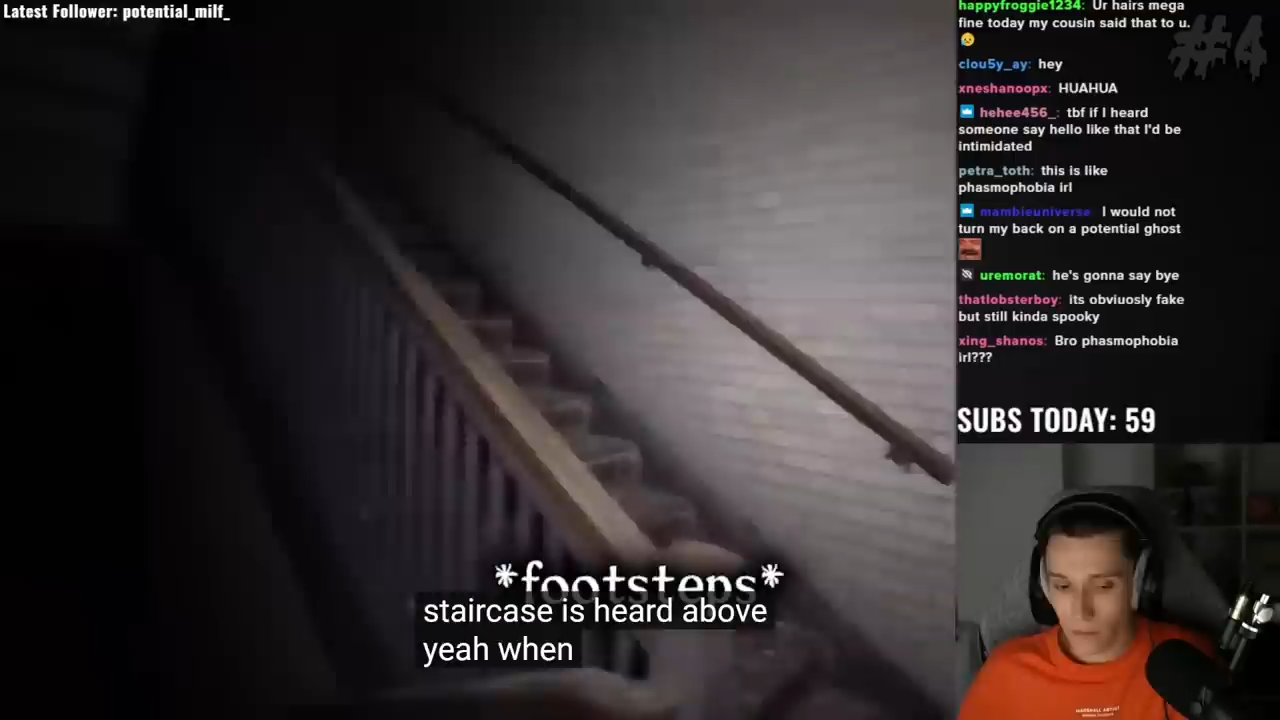 Latest Follower: potential_milf_
happyfroggie1234: Ur hairs mega
fine today my cousin said that to u.
#4
clou5y_ay: hey
xneshanoopx: HUAHUA
hehee456_: tbf if I heard
someone say hello like that I'd be
intimidated
petra_toth: this is like
phasmophobia irl
mambieuniverse: I would not
turn my back on a potential ghost
uremorat: he's gonna say bye
thatlobsterboy: its obviuosly fake
but still kinda spooky
xing_shanos: Bro phasmophobia
irl???
SUBS TODAY: 59
*footsteps*
staircase is heard above
yeah when
MARSHALL ARTIST